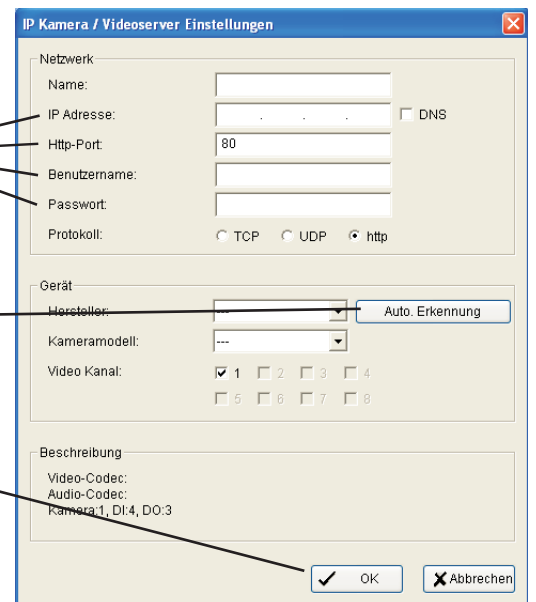 IP Kamera / Videoserver Einstellungen
Netzwerk
Name:
IP Adresse: . . . DNS
Http-Port: 80
Benutzername:
Passwort:
Protokoll: TCP UDP http
Gerät
Hersteller: --- Auto. Erkennung
Kameramodell: ---
Video Kanal: 1 2 3 4
5 6 7 8
Beschreibung
Video-Codec:
Audio-Codec:
Kamera:1, DI:4, DO:3
OK Abbrechen